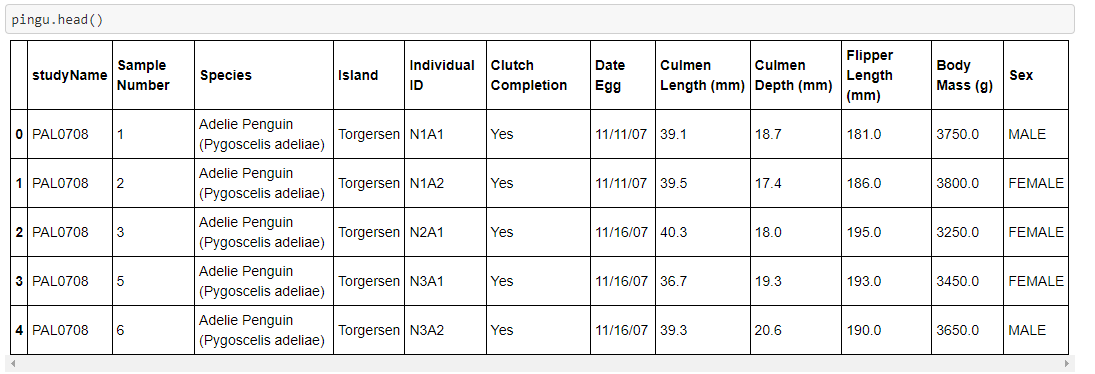 pingu.head()
studyName Sample Number Species Island Individual ID Clutch Completion Date Egg Culmen Length (mm) Culmen Depth (mm) Flipper Length (mm) Body Mass (g) Sex
0 PAL0708 1 Adelie Penguin (Pygoscelis adeliae) Torgersen N1A1 Yes 11/11/07 39.1 18.7 181.0 3750.0 MALE
1 PAL0708 2 Adelie Penguin (Pygoscelis adeliae) Torgersen N1A2 Yes 11/11/07 39.5 17.4 186.0 3800.0 FEMALE
2 PAL0708 3 Adelie Penguin (Pygoscelis adeliae) Torgersen N2A1 Yes 11/16/07 40.3 18.0 195.0 3250.0 FEMALE
3 PAL0708 5 Adelie Penguin (Pygoscelis adeliae) Torgersen N3A1 Yes 11/16/07 36.7 19.3 193.0 3450.0 FEMALE
4 PAL0708 6 Adelie Penguin (Pygoscelis adeliae) Torgersen N3A2 Yes 11/16/07 39.3 20.6 190.0 3650.0 MALE